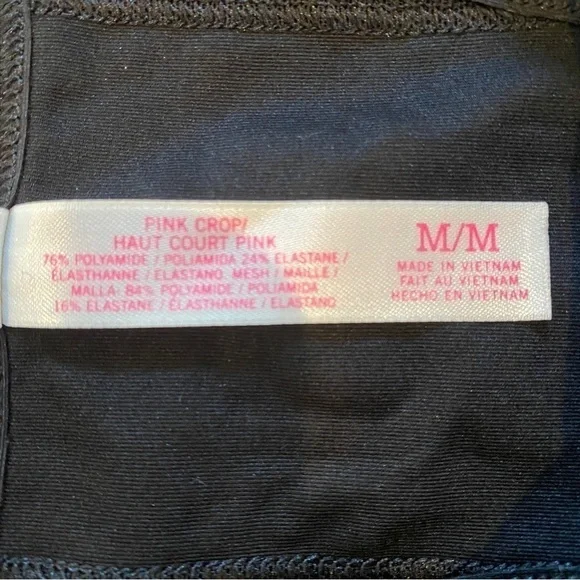 PINK CROP/
HAUT COURT PINK
76% POLYAMIDE / POLIAMIDA 24% ELASTANE /
ÉLASTHANNE / ELASTANO. MESH / MAILLE /
MALLA: 84% POLYAMIDE / POLIAMIDA
16% ELASTANE / ÉLASTHANNE / ELASTANO
M/M
MADE IN VIETNAM
FAIT AU VIETNAM
HECHO EN VIETNAM